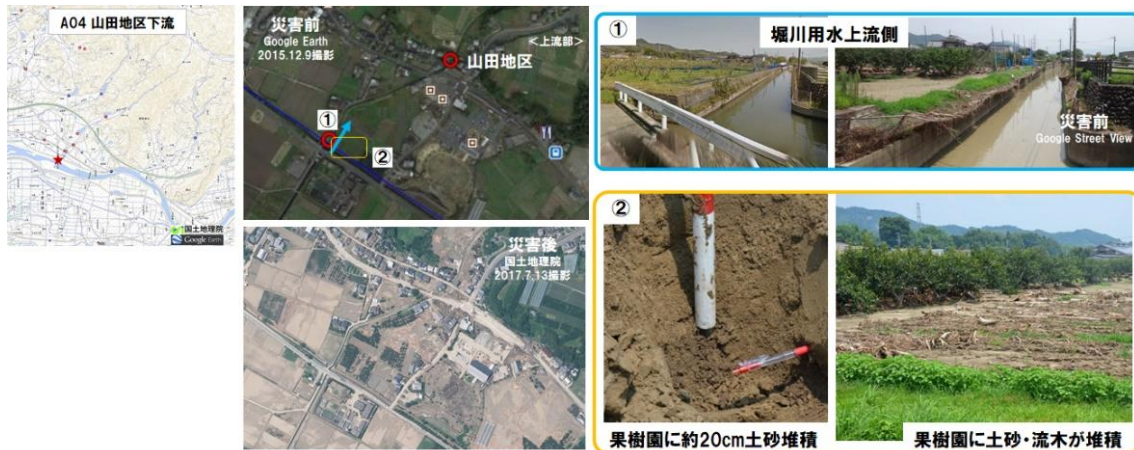 A04 山田地区下流
国土地理院
Google Earth
災害前
Google Earth
2015.12.9撮影
<上流部>
山田地区
①
②
災害後
国土地理院
2017.7.13撮影
①
堀川用水上流側
災害前
Google Street View
②
果樹園に約20cm土砂堆積
果樹園に土砂・流木が堆積